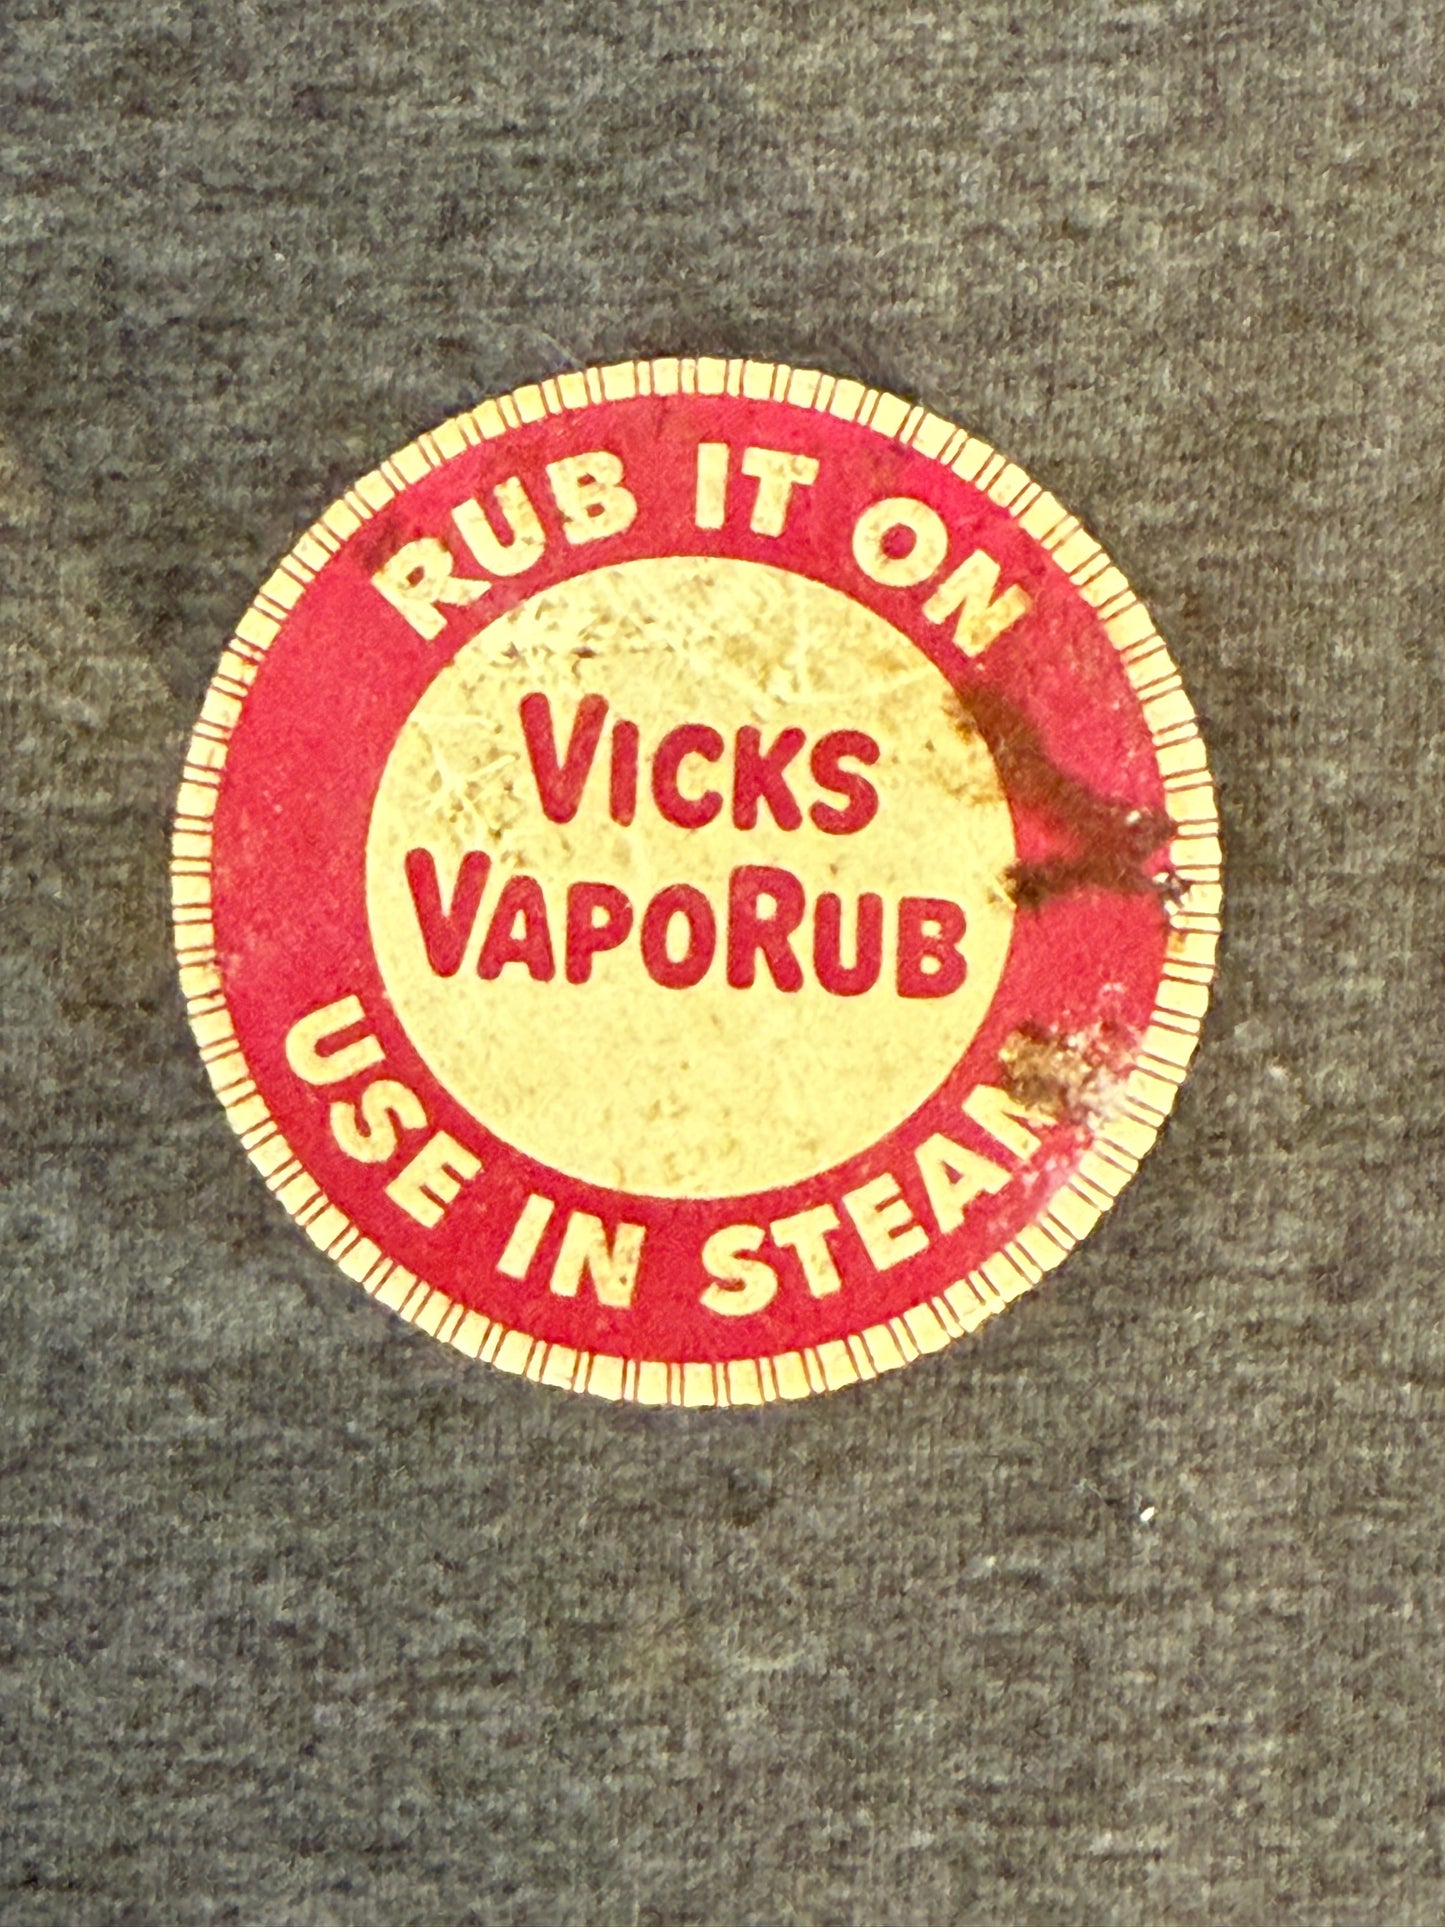 RUB IT ON
VICKS
VAPORUB
USE IN STEAM